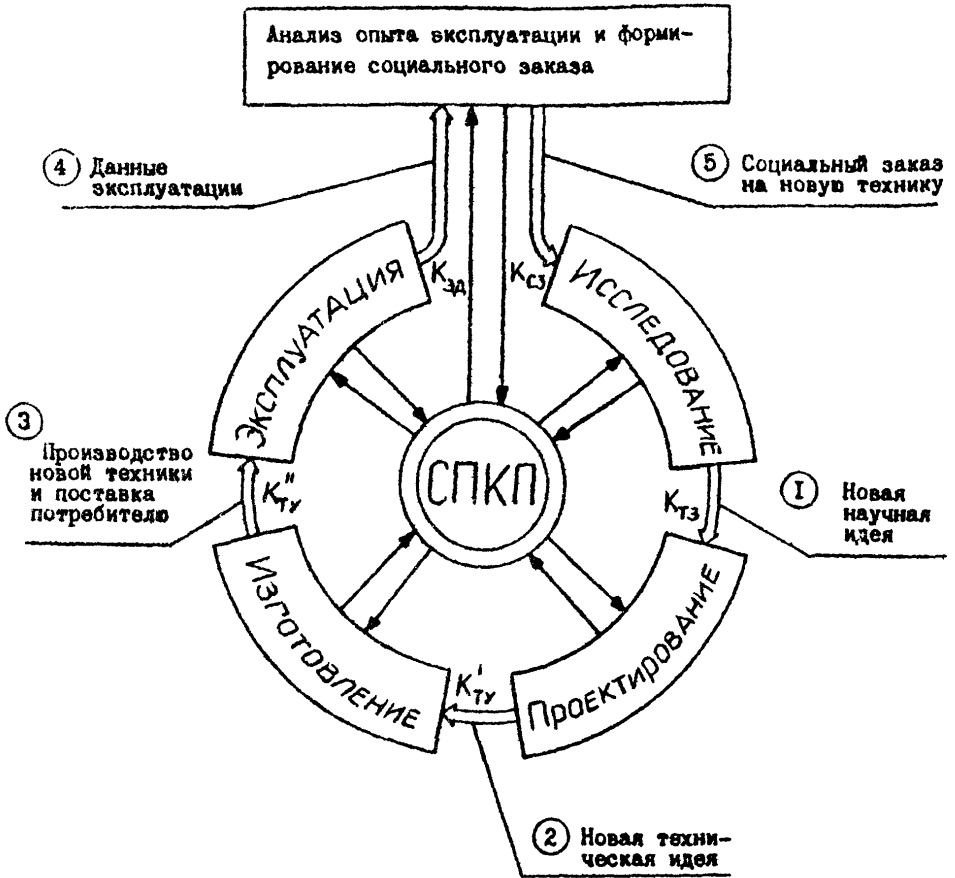 Анализ опыта эксплуатации и форми-
рование социального заказа
4 Данные
эксплуатации
5 Социальный заказ
на новую технику
Kэд
Kсз
Эксплуатация
Исследование
3
Производство
новой техники
и поставка
потребителю
K"ту
СПКП
Kтз
I Новая
научная
идея
Изготовление
K'ту
Проектирование
2 Новая техни-
ческая идея